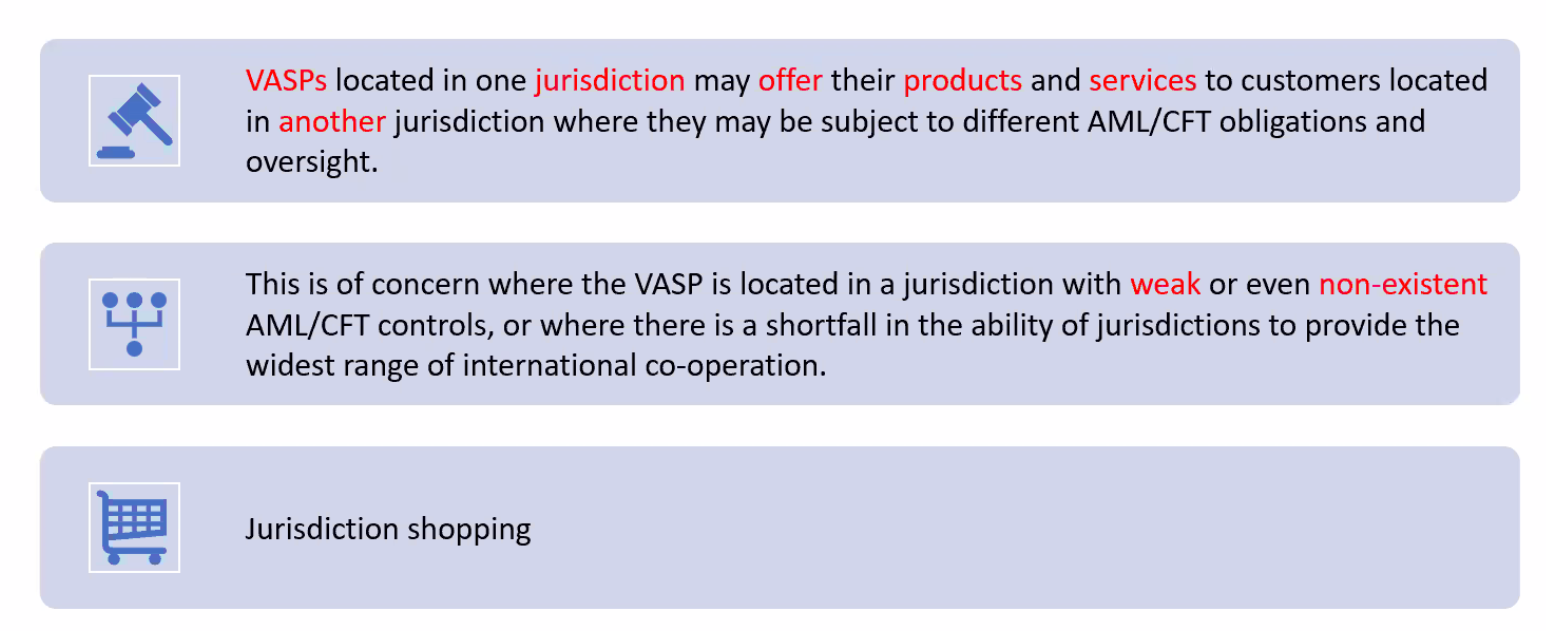 VASPs located in one jurisdiction may offer their products and services to customers located
in another jurisdiction where they may be subject to different AML/CFT obligations and
oversight.
This is of concern where the VASP is located in a jurisdiction with weak or even non-existent
AML/CFT controls, or where there is a shortfall in the ability of jurisdictions to provide the
widest range of international co-operation.
Jurisdiction shopping